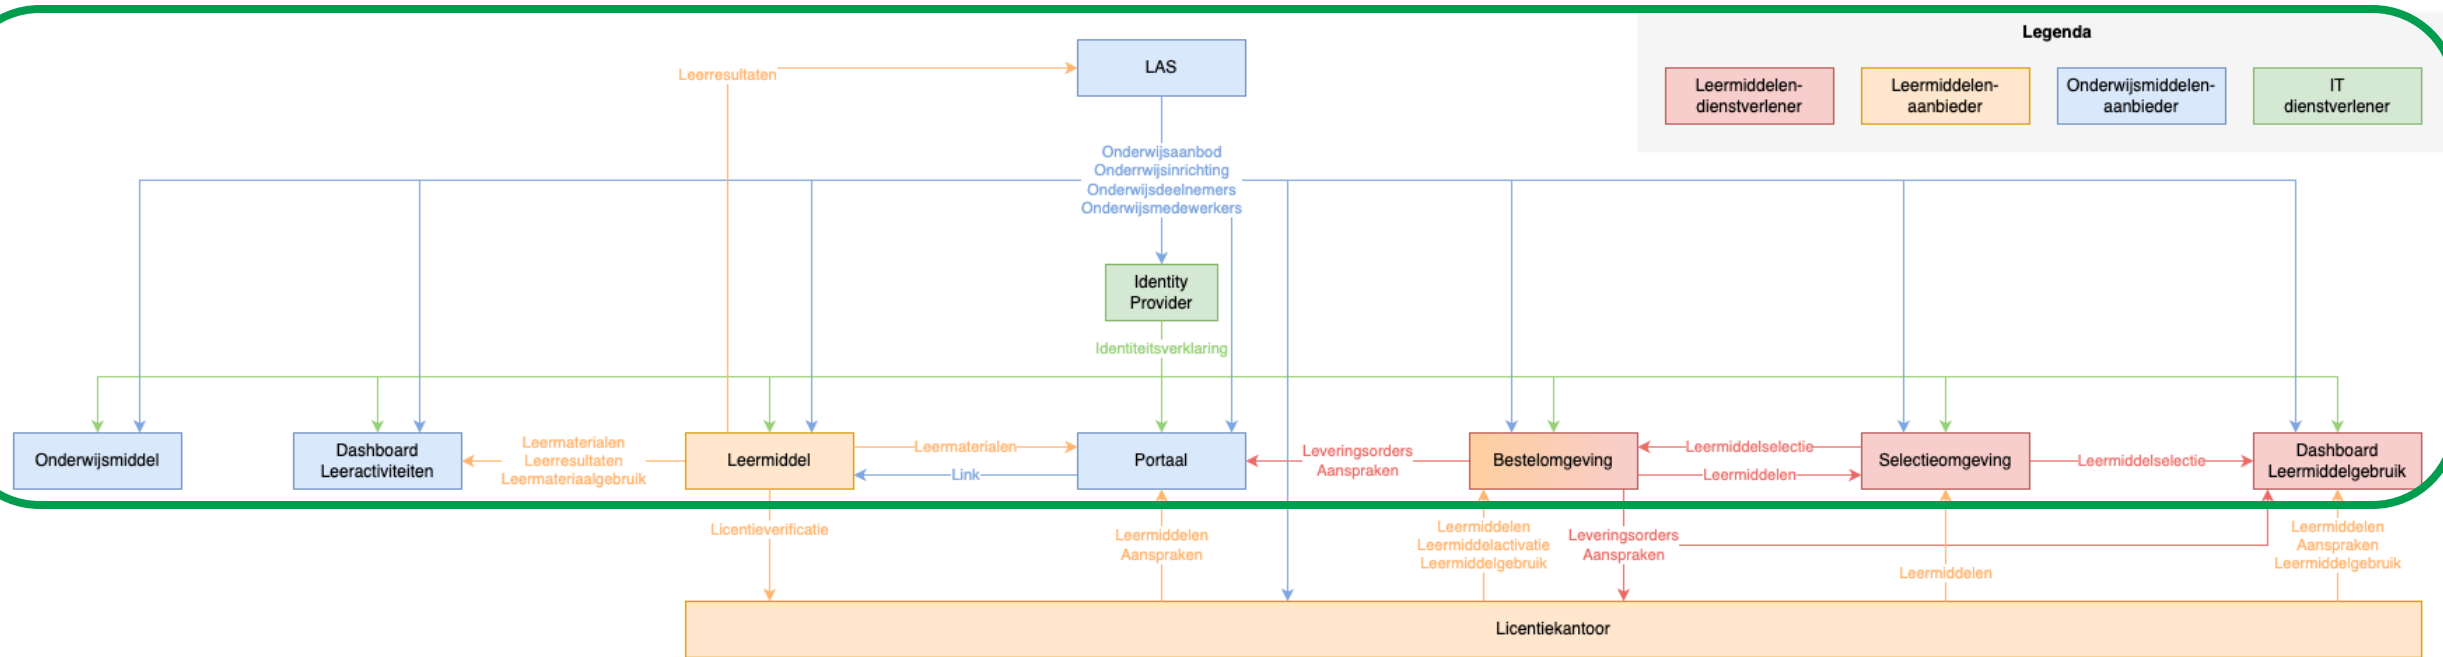 Legenda
Leermiddelen-
dienstverlener
Leermiddelen-
aanbieder
Onderwijsmiddelen-
aanbieder
IT
dienstverlener
LAS
Leerresultaten
Onderwijsaanbod
Onderrwijsinrichting
Onderwijsdeelnemers
Onderwijsmedewerkers
Identity
Provider
Identiteitsverklaring
Onderwijsmiddel
Dashboard
Leeractiviteiten
Leermaterialen
Leerresultaten
Leermateriaalgebruik
Leermiddel
Leermaterialen
Link
Portaal
Leveringsorders
Aanspraken
Bestelomgeving
Leermiddelselectie
Leermiddelen
Selectieomgeving
Leermiddelselectie
Dashboard
Leermiddelgebruik
Licentieverificatie
Leermiddelen
Aanspraken
Leermiddelen
Leermiddelactivatie
Leermiddelgebruik
Leveringsorders
Aanspraken
Leermiddelen
Leermiddelen
Aanspraken
Leermiddelgebruik
Licentiekantoor